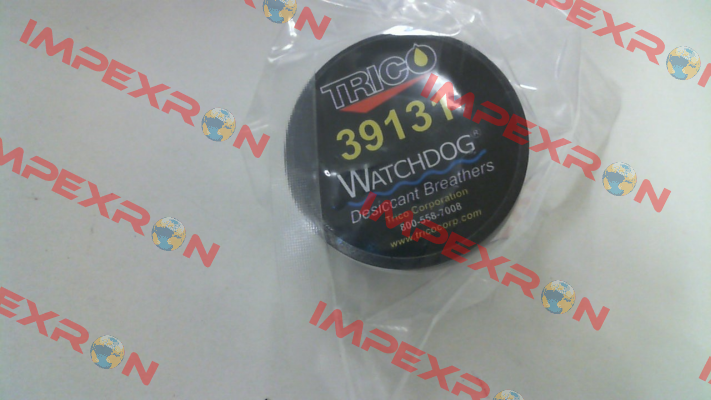 TRICO
39131
WATCHDOG®
Desiccant Breathers
Trico Corporation
800-558-7008
www.tricocorp.com
IMPEXRON
IMPEXRON
IMPEXRON
IMPEXRON
IMPEXRON
IMPEXRON
IMPEXRON
IMPEXRON
IMPEXRON